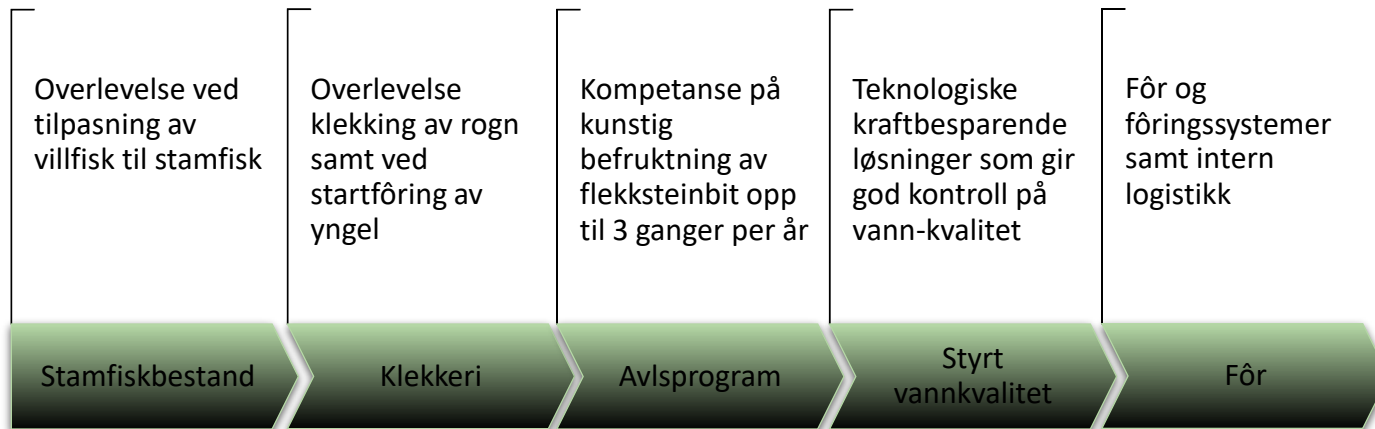 Overlevelse ved
tilpasning av
villfisk til stamfisk
Overlevelse
klekking av rogn
samt ved
startfôring av
yngel
Kompetanse på
kunstig
befruktning av
flekksteinbit opp
til 3 ganger per år
Teknologiske
kraftbesparende
løsninger som gir
god kontroll på
vann-kvalitet
Fôr og
fôringssystemer
samt intern
logistikk
Stamfiskbestand
Klekkeri
Avlsprogram
Styrt
vannkvalitet
Fôr